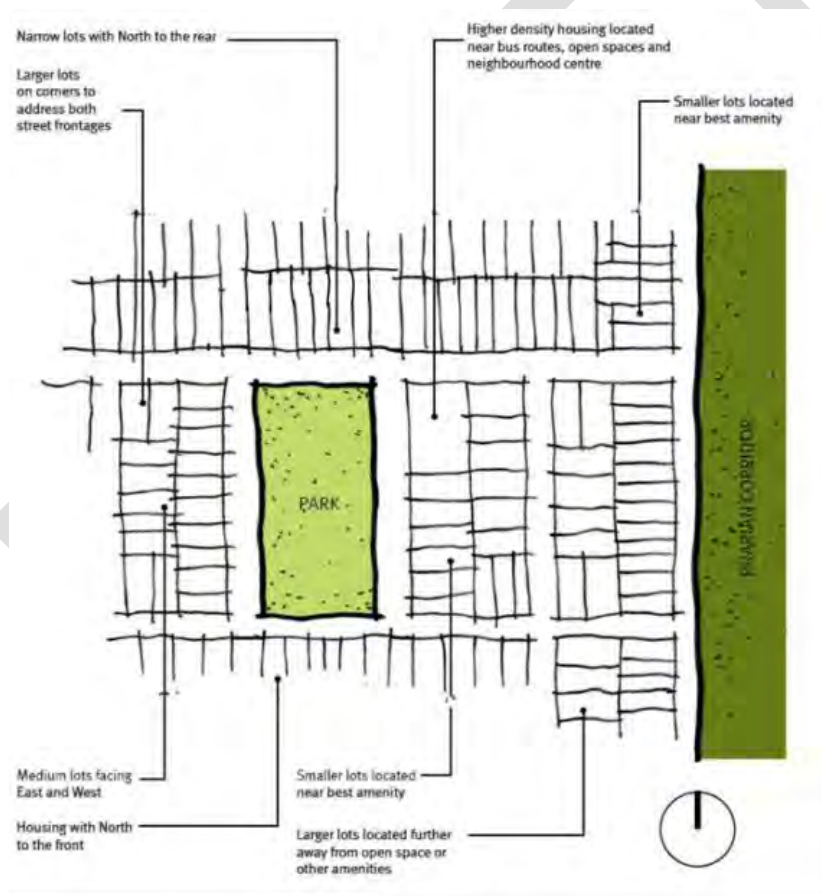 Narrow lots with North to the rear
Higher density housing located
near bus routes, open spaces and
neighbourhood centre
Larger lots
on corners to
address both
street frontages
Smaller lots located
near best amenity
PARK
RIPARIAN CORRIDOR
Medium lots facing
East and West
Smaller lots located
near best amenity
Housing with North
to the front
Larger lots located further
away from open space or
other amenities